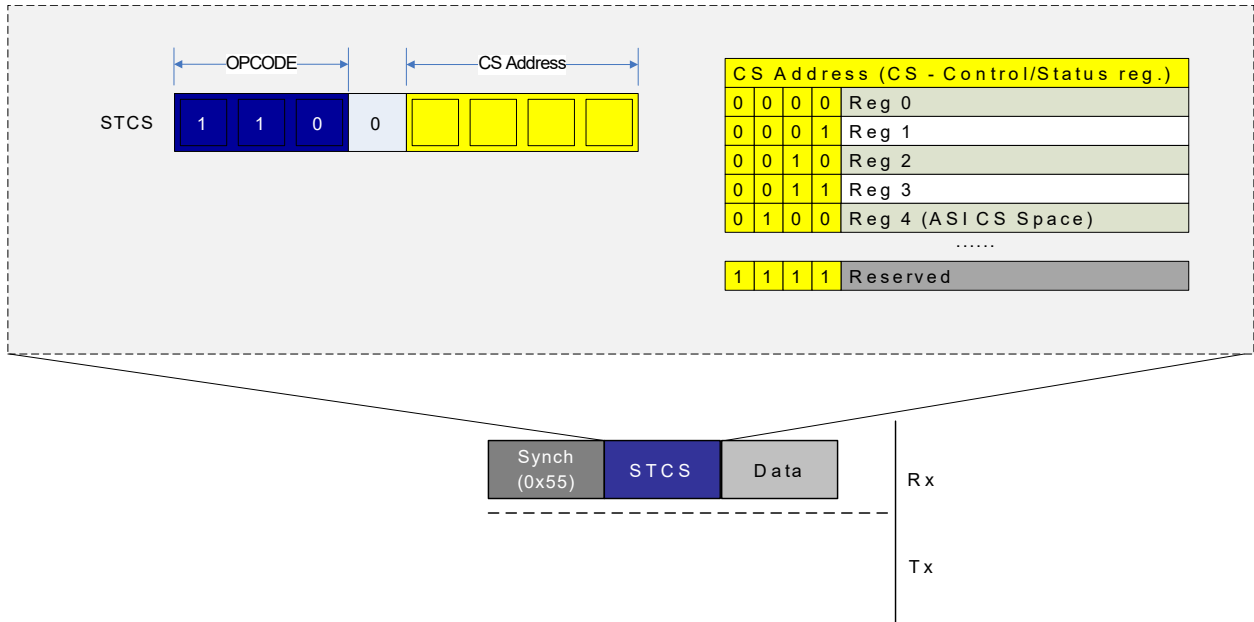 OPCODE CS Address
STCS 1 1 0 0
CS Address (CS - Control/Status reg.)
0 0 0 0 Reg 0
0 0 0 1 Reg 1
0 0 1 0 Reg 2
0 0 1 1 Reg 3
0 1 0 0 Reg 4 (ASI CS Space)
......
1 1 1 1 Reserved
Synch
(0x55)
STCS
Data
Rx
Tx